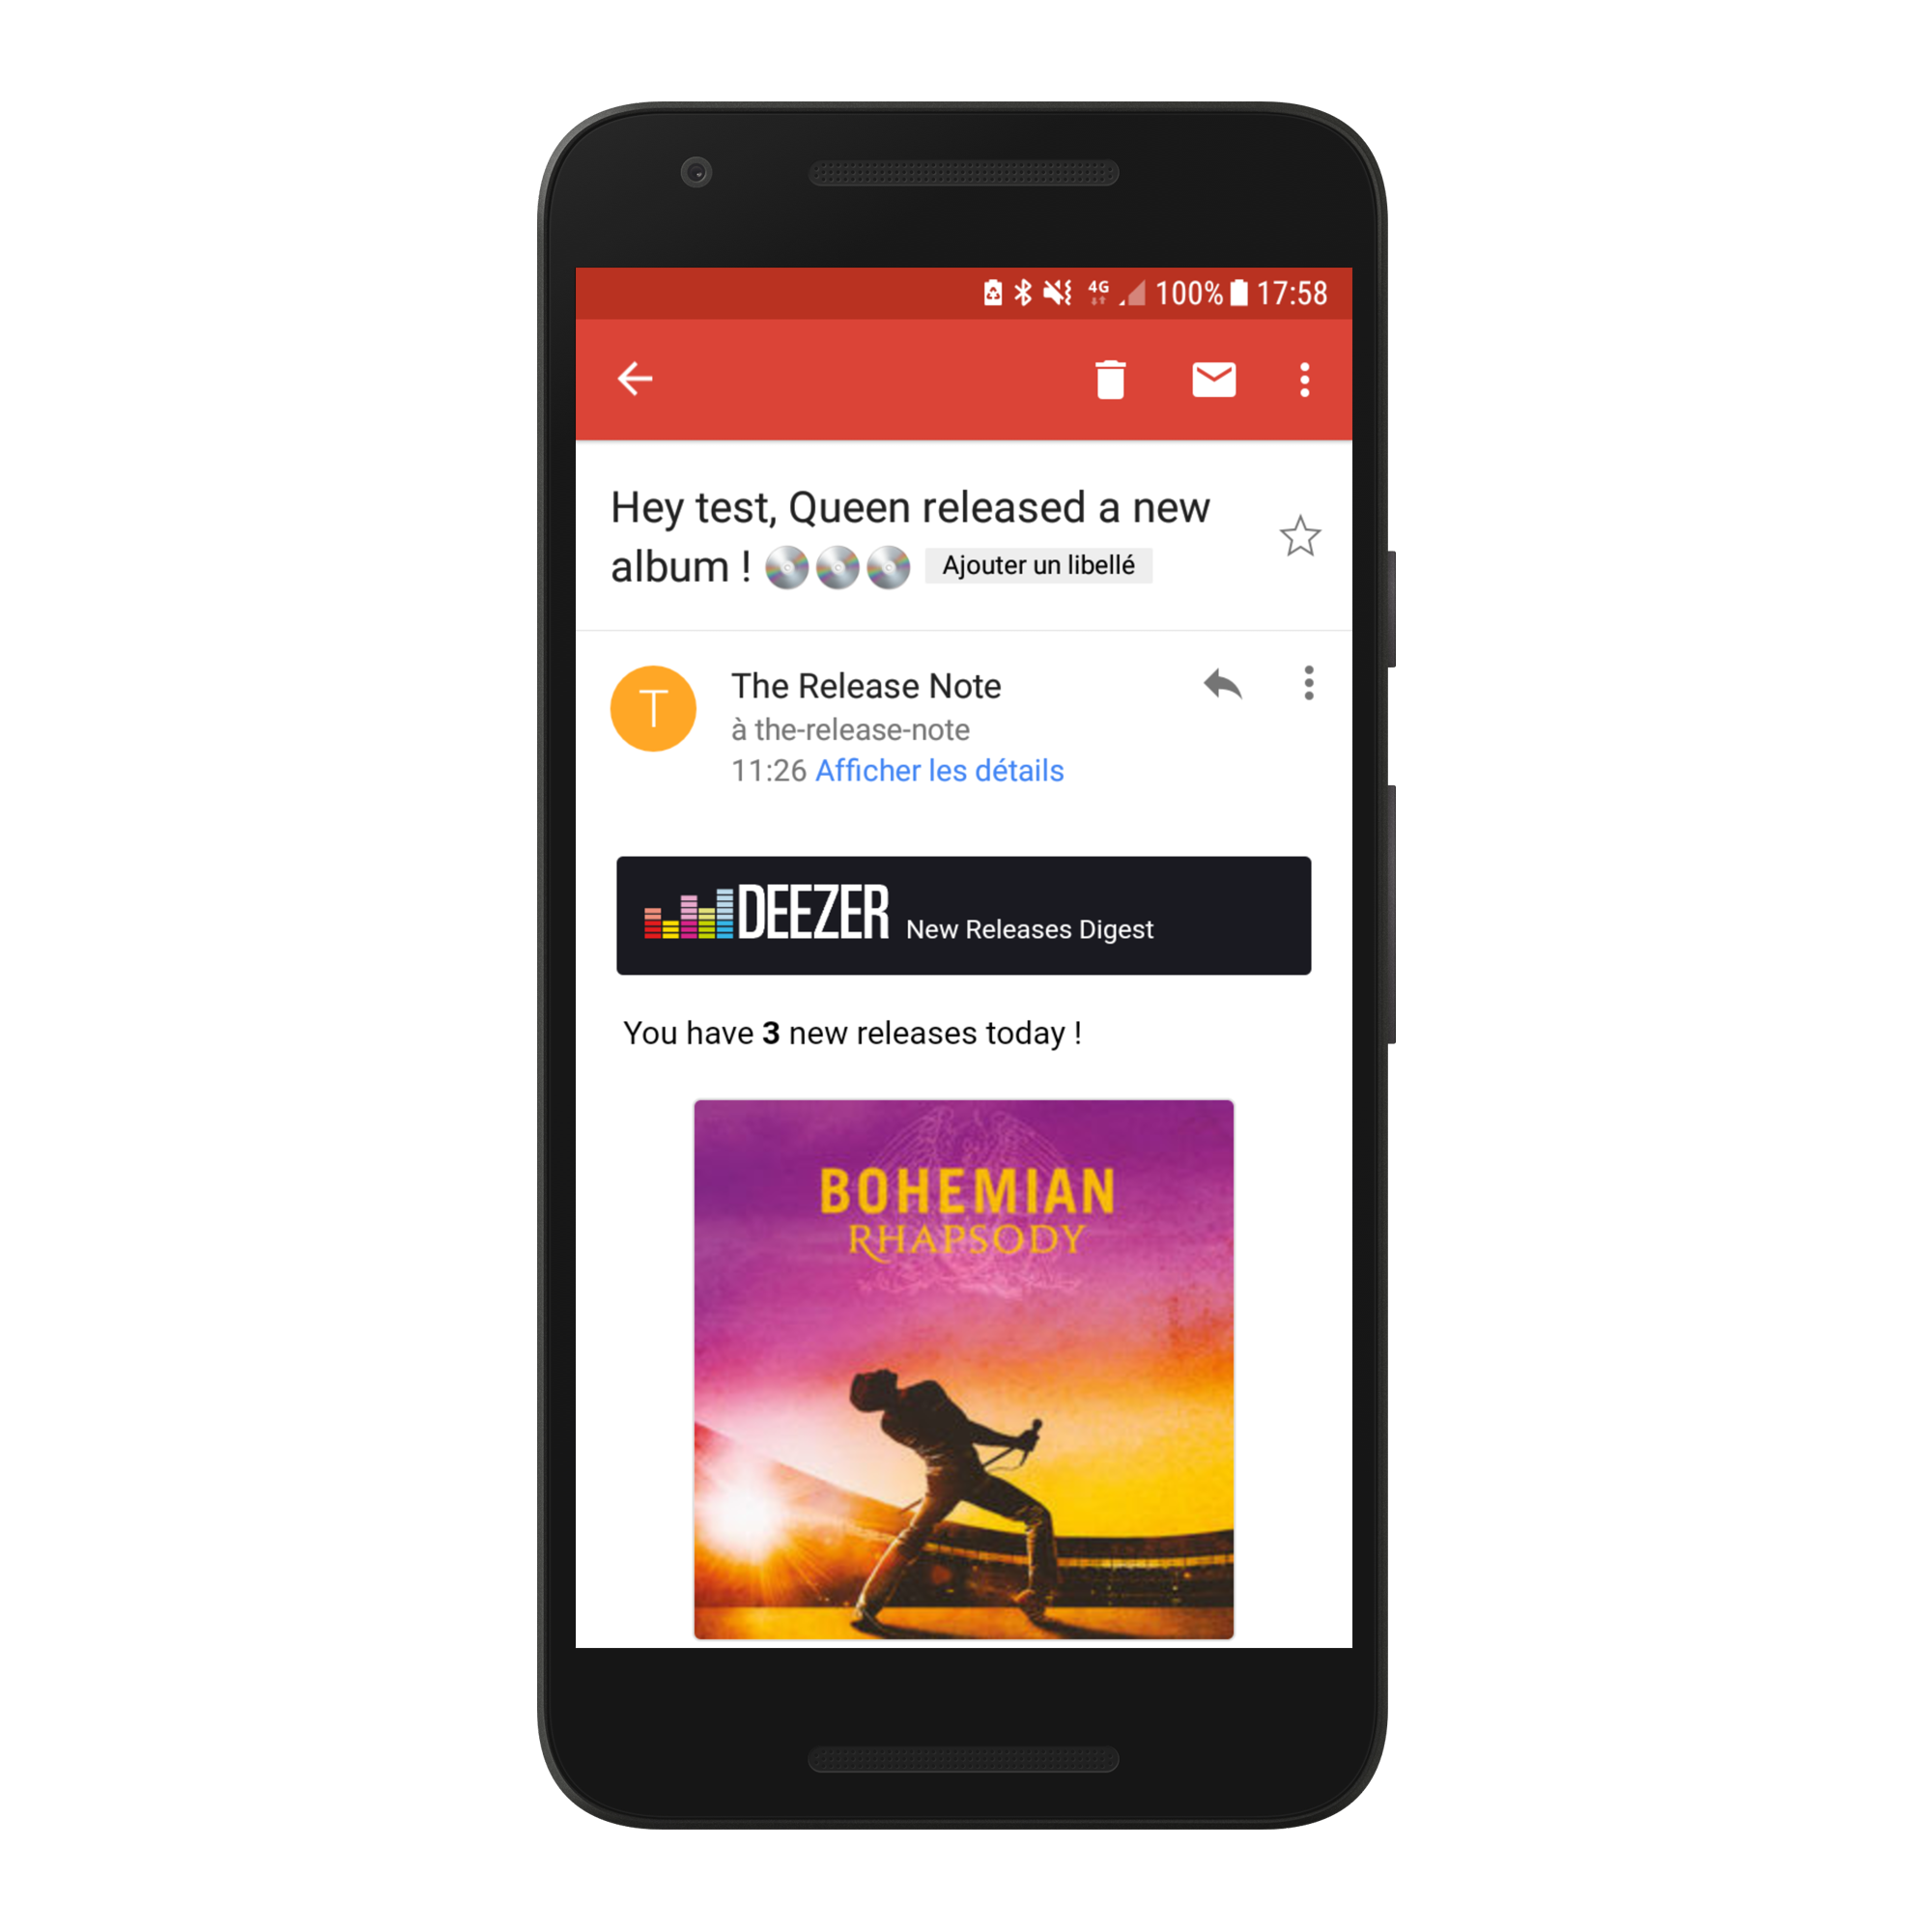 4G 100% 17:58
Hey test, Queen released a new
album ! 💿💿💿 Ajouter un libellé
T
The Release Note
à the-release-note
11:26 Afficher les détails
DEEZER New Releases Digest
You have 3 new releases today !
BOHEMIAN
RHAPSODY